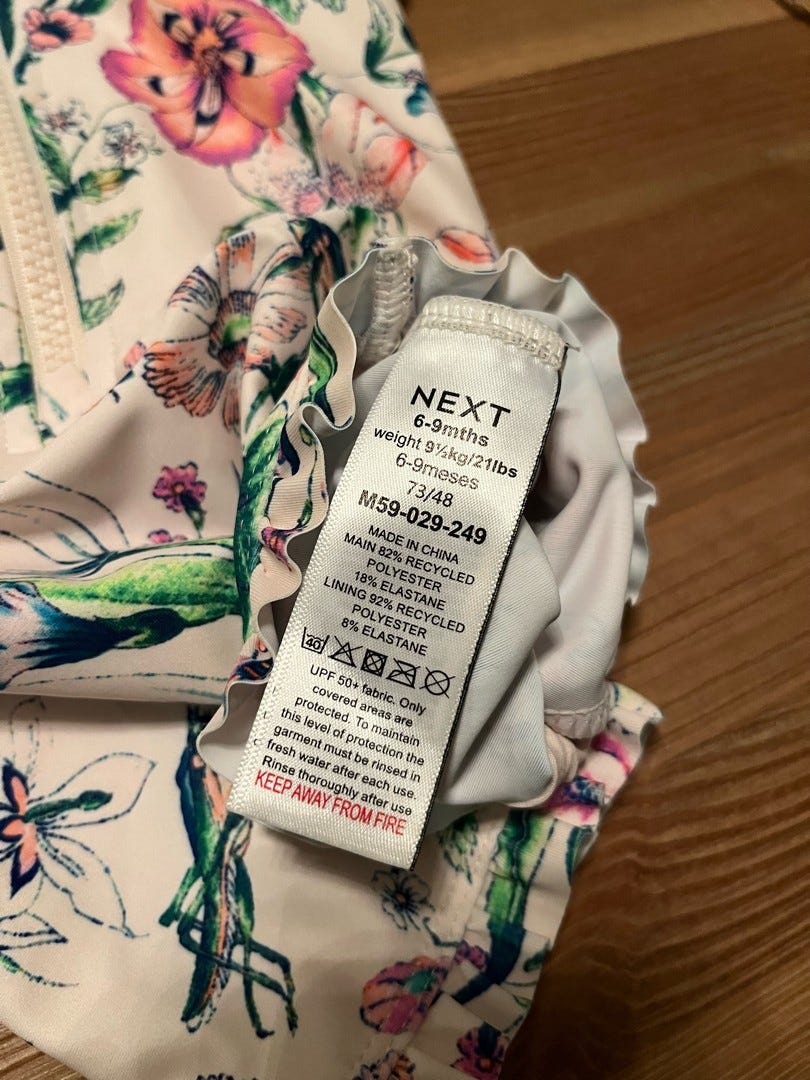 NEXT
6-9mths
weight 9½kg/21lbs
6-9meses
73/48
M59-029-249
MADE IN CHINA
MAIN 82% RECYCLED
POLYESTER
18% ELASTANE
LINING 92% RECYCLED
POLYESTER
8% ELASTANE
40
UPF 50+ fabric. Only
covered areas are
protected. To maintain
this level of protection the
garment must be rinsed in
fresh water after each use.
Rinse thoroughly after use
KEEP AWAY FROM FIRE